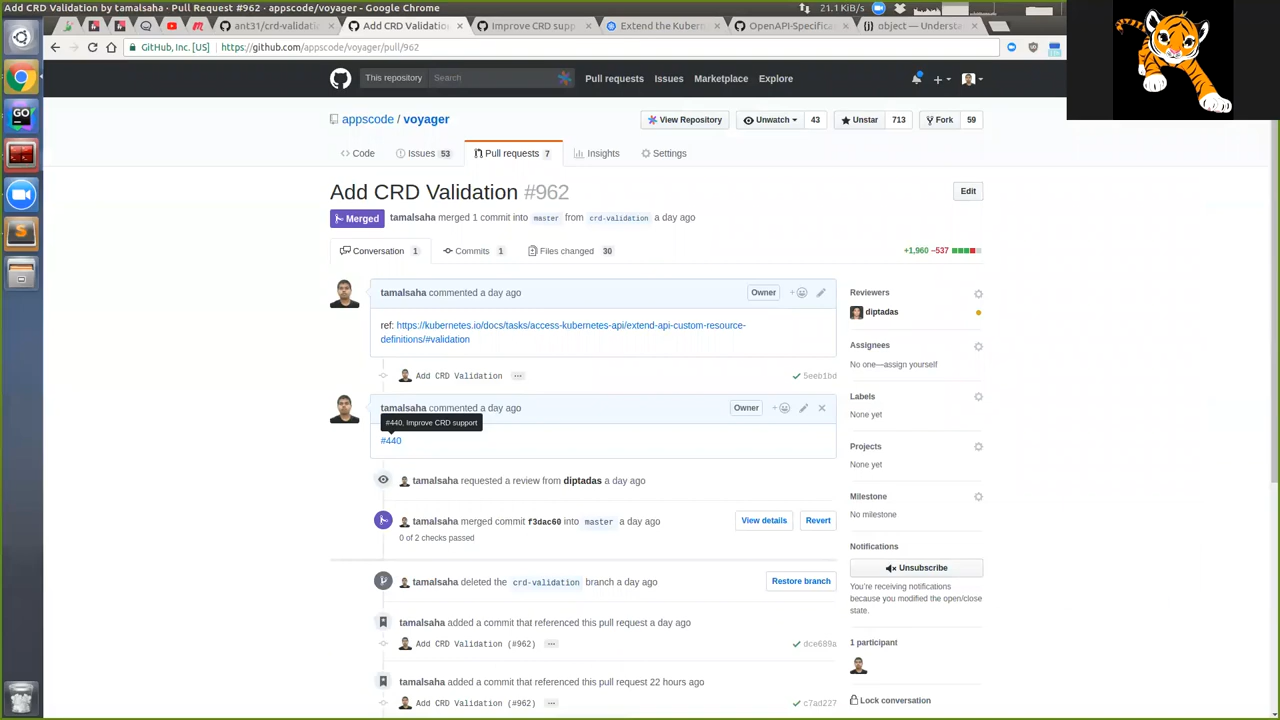 Add CRD Validation by tamalsaha · Pull Request #962 · appscode/voyager - Google Chrome
21.1 KiB/s
ant31/crd-validation
Add CRD Validation
Improve CRD supp
Extend the Kubern
OpenAPI-Specifica
object — Understa
GitHub, Inc. [US]
https://github.com/appscode/voyager/pull/962
This repository
Search
Pull requests
Issues
Marketplace
Explore
appscode / voyager
View Repository
Unwatch
43
Unstar
713
Fork
59
Code
Issues 53
Pull requests 7
Insights
Settings
Add CRD Validation #962
Edit
Merged
tamalsaha merged 1 commit into master from crd-validation a day ago
Conversation 1
Commits 1
Files changed 30
+1,960 −537
tamalsaha commented a day ago
Owner
ref: https://kubernetes.io/docs/tasks/access-kubernetes-api/extend-api-custom-resource-
definitions/#validation
Add CRD Validation
5eeb1bd
tamalsaha commented a day ago
Owner
#440, Improve CRD support
#440
tamalsaha requested a review from diptadas a day ago
tamalsaha merged commit f3dac60 into master a day ago
View details
Revert
0 of 2 checks passed
tamalsaha deleted the crd-validation branch a day ago
Restore branch
tamalsaha added a commit that referenced this pull request a day ago
Add CRD Validation (#962)
dce689a
tamalsaha added a commit that referenced this pull request 22 hours ago
Add CRD Validation (#962)
c7ad227
Reviewers
diptadas
Assignees
No one—assign yourself
Labels
None yet
Projects
None yet
Milestone
No milestone
Notifications
Unsubscribe
You're receiving notifications
because you modified the open/close
state.
1 participant
Lock conversation